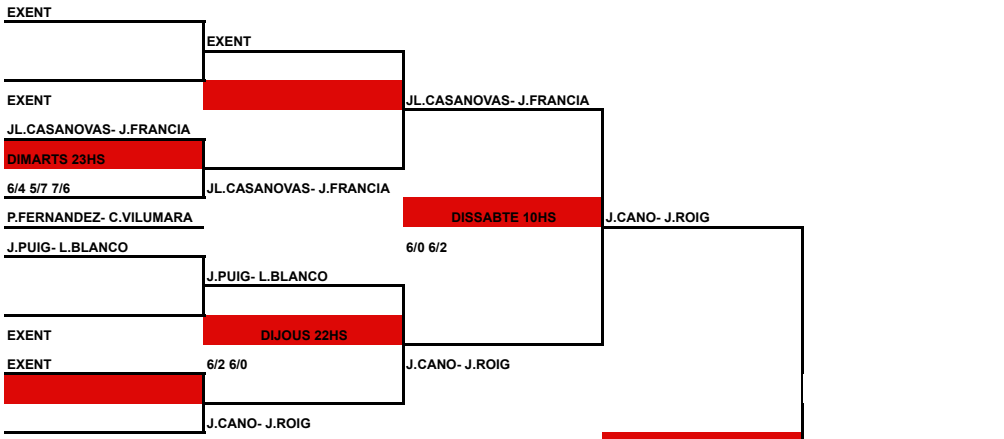 EXENT
EXENT
EXENT
JL.CASANOVAS- J.FRANCIA
JL.CASANOVAS- J.FRANCIA
DIMARTS 23HS
6/4 5/7 7/6
JL.CASANOVAS- J.FRANCIA
P.FERNANDEZ- C.VILUMARA
DISSABTE 10HS
J.CANO- J.ROIG
J.PUIG- L.BLANCO
6/0 6/2
J.PUIG- L.BLANCO
EXENT
DIJOUS 22HS
EXENT
6/2 6/0
J.CANO- J.ROIG
J.CANO- J.ROIG